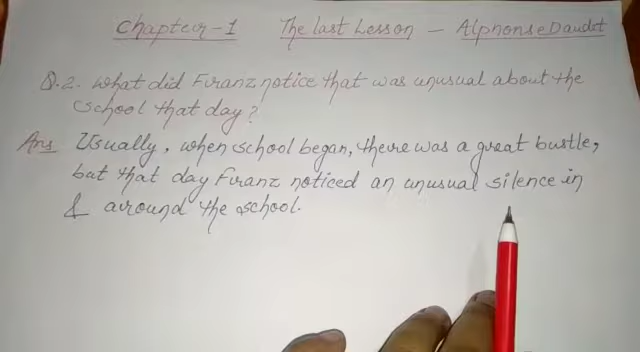 Chapter-1 The Last Lesson - Alphonse Daudet
Q.2. What did Franz notice that was unusual about the
school that day?
Ans Usually, when school began, there was a great bustle,
but that day Franz noticed an unusual silence in
& around the school.